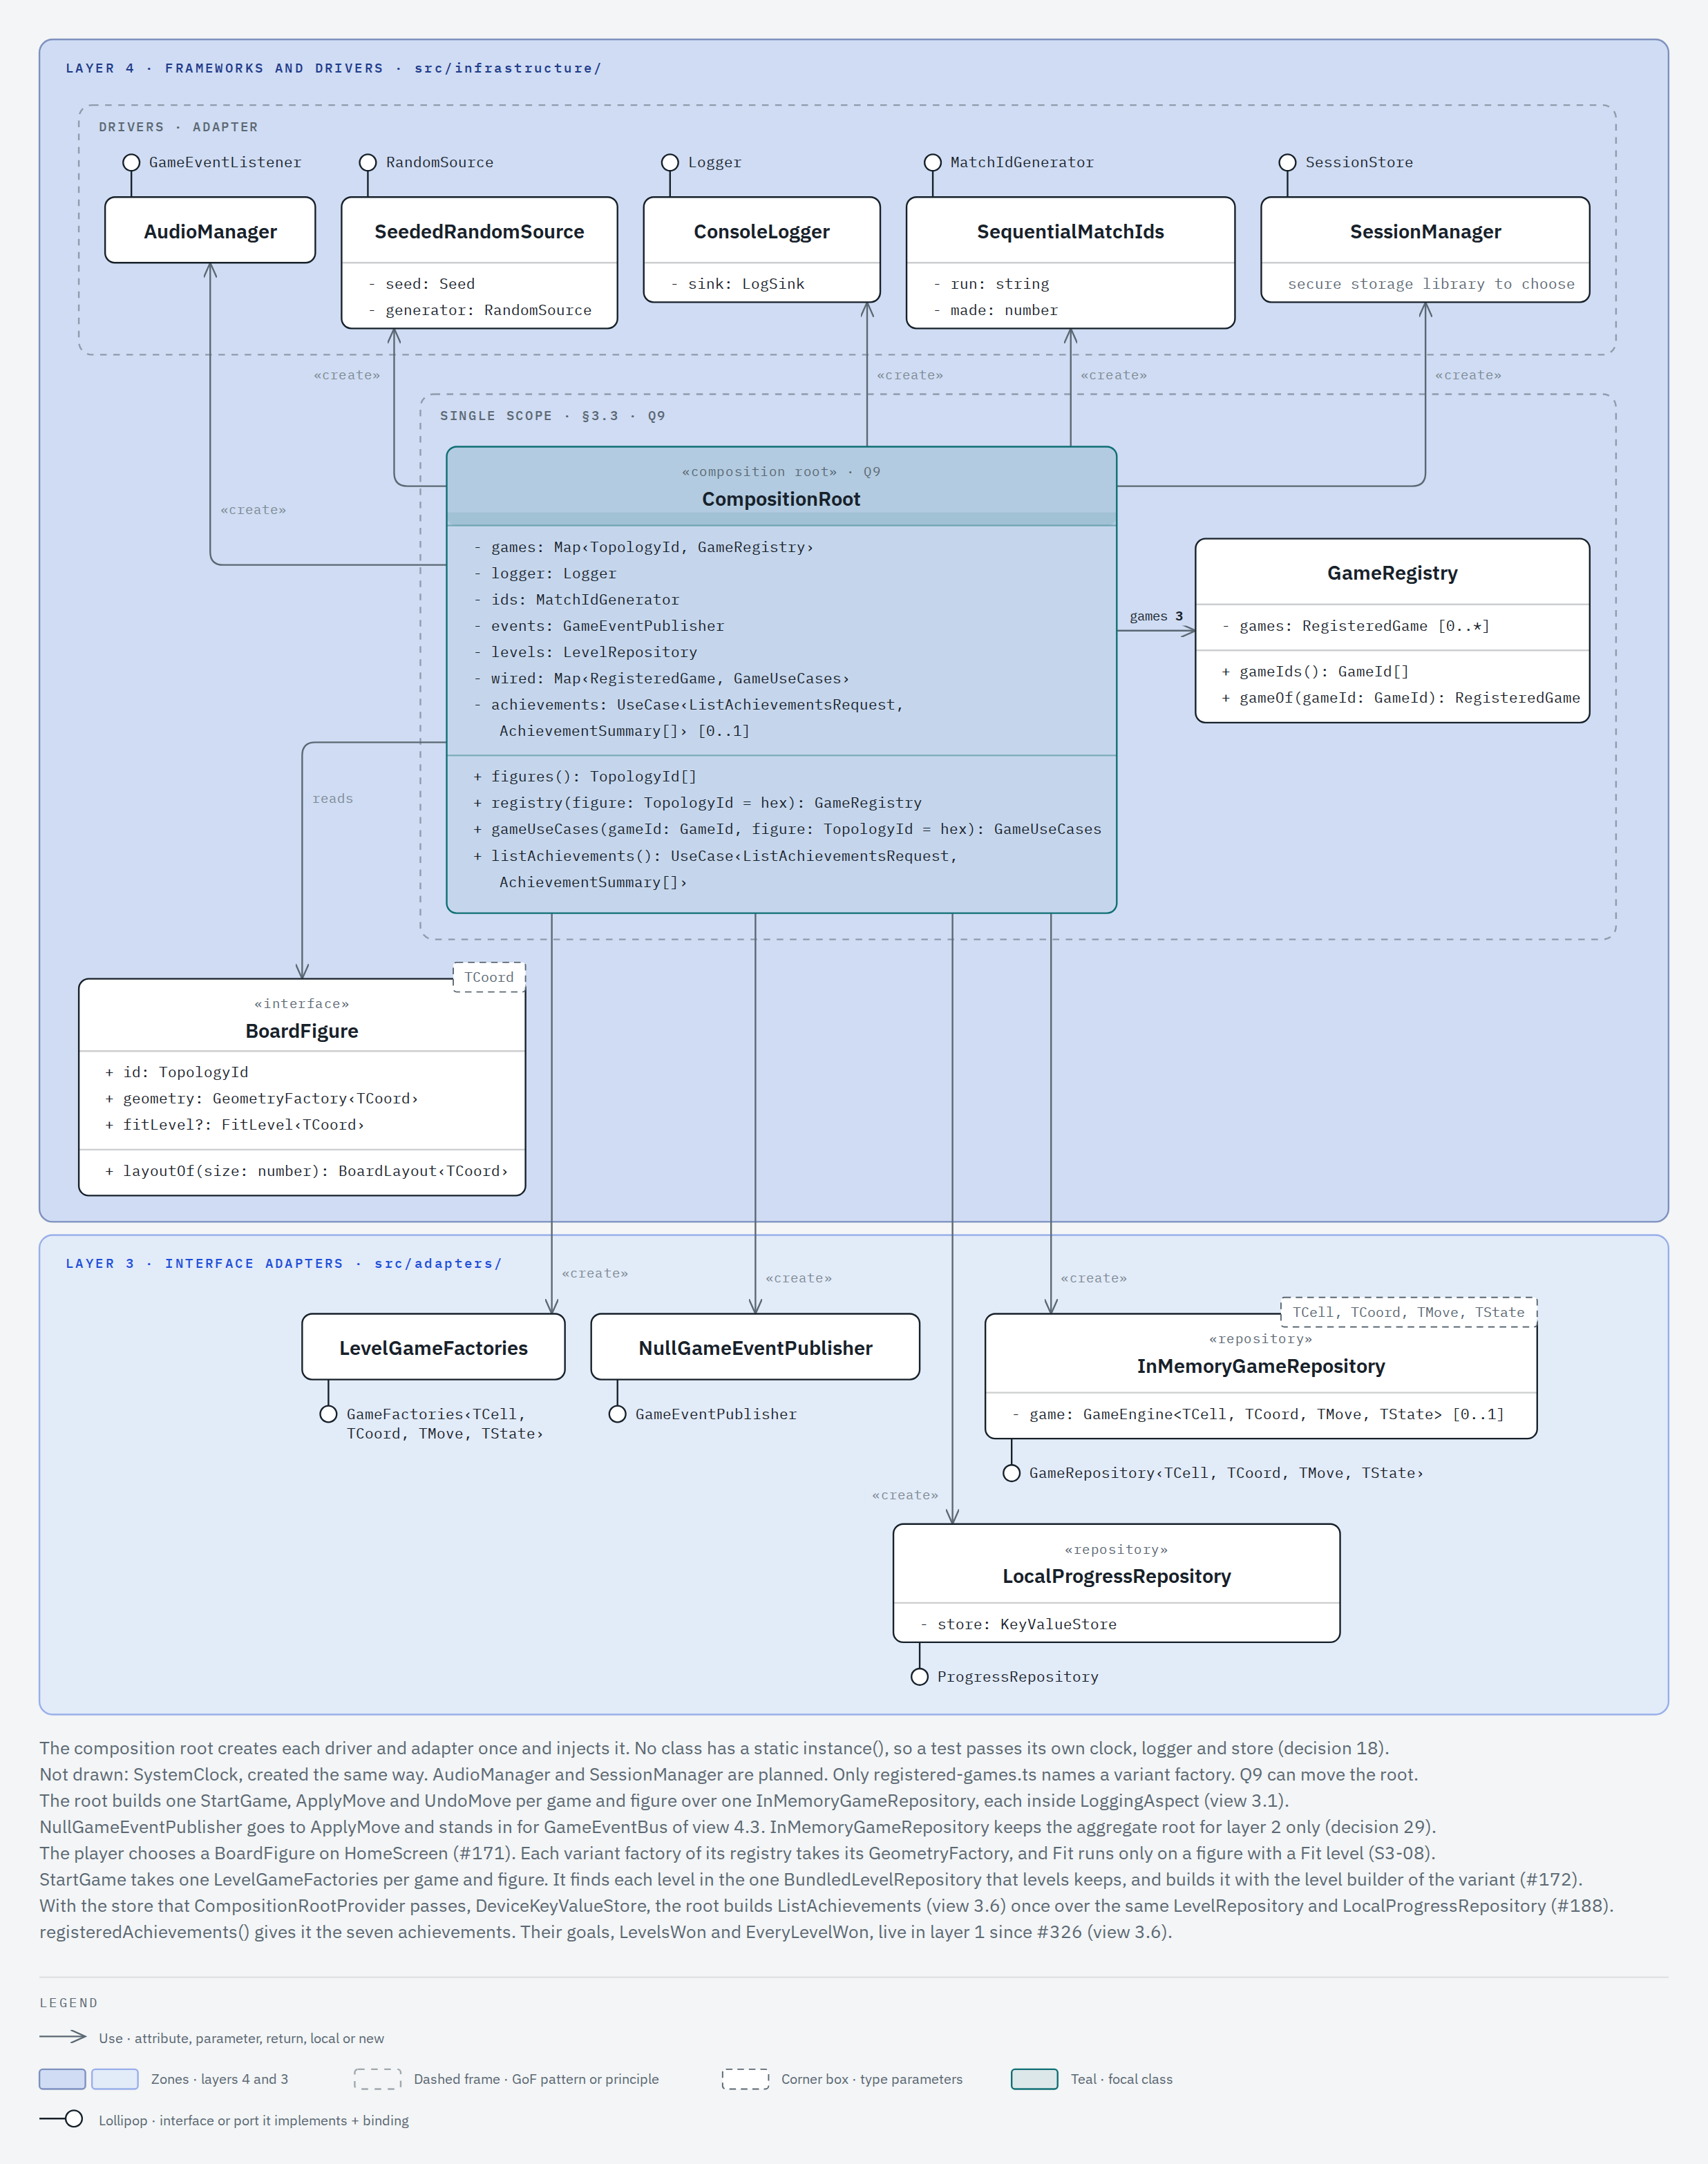 LAYER 4 · FRAMEWORKS AND DRIVERS · src/infrastructure/
DRIVERS · ADAPTER
GameEventListener
RandomSource
Logger
MatchIdGenerator
SessionStore
AudioManager
SeededRandomSource
- seed: Seed
- generator: RandomSource
ConsoleLogger
- sink: LogSink
SequentialMatchIds
- run: string
- made: number
SessionManager
secure storage library to choose
«create»
«create»
«create»
«create»
«create»
SINGLE SCOPE · §3.3 · Q9
«composition root» · Q9
CompositionRoot
- games: Map‹TopologyId, GameRegistry›
- logger: Logger
- ids: MatchIdGenerator
- events: GameEventPublisher
- levels: LevelRepository
- wired: Map‹RegisteredGame, GameUseCases›
- achievements: UseCase‹ListAchievementsRequest,
AchievementSummary[]› [0..1]
+ figures(): TopologyId[]
+ registry(figure: TopologyId = hex): GameRegistry
+ gameUseCases(gameId: GameId, figure: TopologyId = hex): GameUseCases
+ listAchievements(): UseCase‹ListAchievementsRequest,
AchievementSummary[]›
games 3
GameRegistry
- games: RegisteredGame [0..*]
+ gameIds(): GameId[]
+ gameOf(gameId: GameId): RegisteredGame
reads
TCoord
«interface»
BoardFigure
+ id: TopologyId
+ geometry: GeometryFactory‹TCoord›
+ fitLevel?: FitLevel‹TCoord›
+ layoutOf(size: number): BoardLayout‹TCoord›
LAYER 3 · INTERFACE ADAPTERS · src/adapters/
«create»
«create»
«create»
LevelGameFactories
GameFactories‹TCell,
TCoord, TMove, TState›
NullGameEventPublisher
GameEventPublisher
TCell, TCoord, TMove, TState
«repository»
InMemoryGameRepository
- game: GameEngine<TCell, TCoord, TMove, TState> [0..1]
GameRepository‹TCell, TCoord, TMove, TState›
«create»
«repository»
LocalProgressRepository
- store: KeyValueStore
ProgressRepository
The composition root creates each driver and adapter once and injects it. No class has a static instance(), so a test passes its own clock, logger and store (decision 18).
Not drawn: SystemClock, created the same way. AudioManager and SessionManager are planned. Only registered-games.ts names a variant factory. Q9 can move the root.
The root builds one StartGame, ApplyMove and UndoMove per game and figure over one InMemoryGameRepository, each inside LoggingAspect (view 3.1).
NullGameEventPublisher goes to ApplyMove and stands in for GameEventBus of view 4.3. InMemoryGameRepository keeps the aggregate root for layer 2 only (decision 29).
The player chooses a BoardFigure on HomeScreen (#171). Each variant factory of its registry takes its GeometryFactory, and Fit runs only on a figure with a Fit level (S3-08).
StartGame takes one LevelGameFactories per game and figure. It finds each level in the one BundledLevelRepository that levels keeps, and builds it with the level builder of the variant (#172).
With the store that CompositionRootProvider passes, DeviceKeyValueStore, the root builds ListAchievements (view 3.6) once over the same LevelRepository and LocalProgressRepository (#188).
registeredAchievements() gives it the seven achievements. Their goals, LevelsWon and EveryLevelWon, live in layer 1 since #326 (view 3.6).
LEGEND
Use · attribute, parameter, return, local or new
Zones · layers 4 and 3
Dashed frame · GoF pattern or principle
Corner box · type parameters
Teal · focal class
Lollipop · interface or port it implements + binding